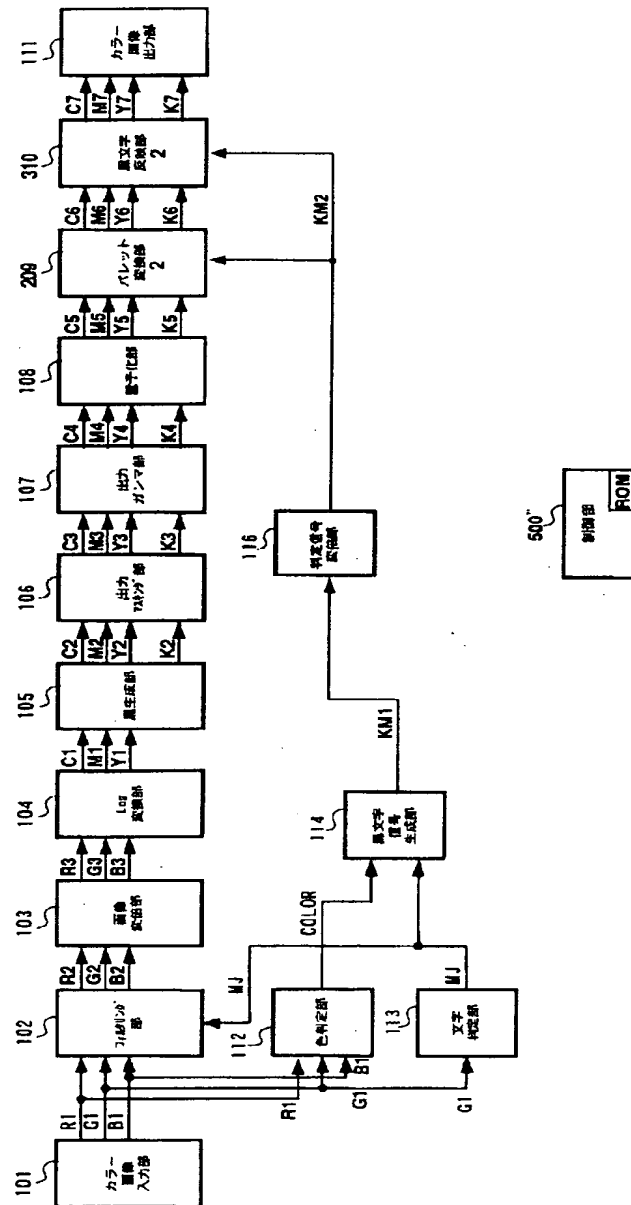 101
カラー
画像
入力部
R1
G1
B1
102
フィルタリング
部
R2
G2
B2
103
画像
変倍部
R3
G3
B3
104
Log
変換部
C1
M1
Y1
105
黒生成部
C2
M2
Y2
K2
106
出力
マスキング部
C3
M3
Y3
K3
107
出力
ガンマ部
C4
M4
Y4
K4
108
量子化部
C5
M5
Y5
K5
209
パレット
変換部
2
C6
M6
Y6
K6
310
黒文字
反映部
2
C7
M7
Y7
K7
111
カラー
画像
出力部
R1
G1
B1
112
色判定部
COLOR
MJ
G1
113
文字
判定部
MJ
114
黒文字
信号
生成部
KM1
116
判定信号
変倍部
KM2
500"
制御部
ROM